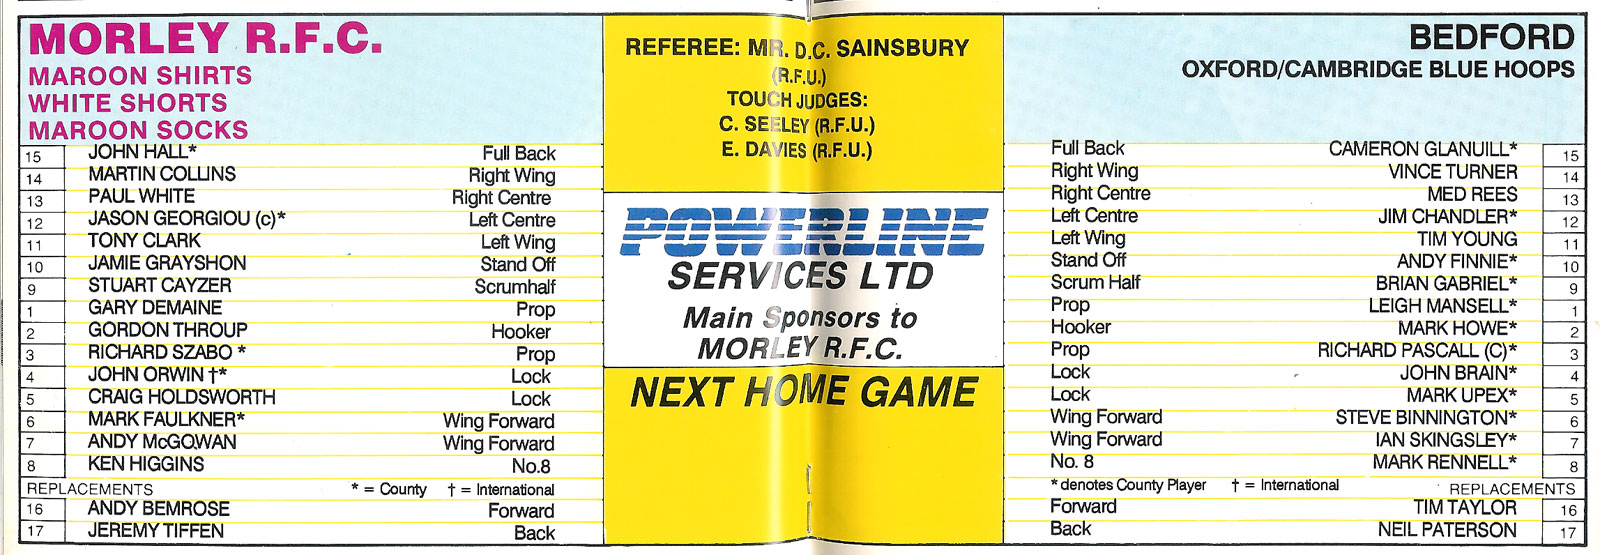 MORLEY R.F.C.
MAROON SHIRTS
WHITE SHORTS
MAROON SOCKS
15 JOHN HALL* Full Back
14 MARTIN COLLINS Right Wing
13 PAUL WHITE Right Centre
12 JASON GEORGIOU (c)* Left Centre
11 TONY CLARK Left Wing
10 JAMIE GRAYSHON Stand Off
9 STUART CAYZER Scrumhalf
1 GARY DEMAINE Prop
2 GORDON THROUP Hooker
3 RICHARD SZABO * Prop
4 JOHN ORWIN †* Lock
5 CRAIG HOLDSWORTH Lock
6 MARK FAULKNER* Wing Forward
7 ANDY McGOWAN Wing Forward
8 KEN HIGGINS No.8
REPLACEMENTS * = County † = International
16 ANDY BEMROSE Forward
17 JEREMY TIFFEN Back
REFEREE: MR. D.C. SAINSBURY
(R.F.U.)
TOUCH JUDGES:
C. SEELEY (R.F.U.)
E. DAVIES (R.F.U.)
POWERLINE
SERVICES LTD
Main Sponsors to
MORLEY R.F.C.
NEXT HOME GAME
BEDFORD
OXFORD/CAMBRIDGE BLUE HOOPS
Full Back CAMERON GLANUILL* 15
Right Wing VINCE TURNER 14
Right Centre MED REES 13
Left Centre JIM CHANDLER* 12
Left Wing TIM YOUNG 11
Stand Off ANDY FINNIE* 10
Scrum Half BRIAN GABRIEL* 9
Prop LEIGH MANSELL* 1
Hooker MARK HOWE* 2
Prop RICHARD PASCALL (C)* 3
Lock JOHN BRAIN* 4
Lock MARK UPEX* 5
Wing Forward STEVE BINNINGTON* 6
Wing Forward IAN SKINGSLEY* 7
No. 8 MARK RENNELL* 8
* denotes County Player † = International REPLACEMENTS
Forward TIM TAYLOR 16
Back NEIL PATERSON 17